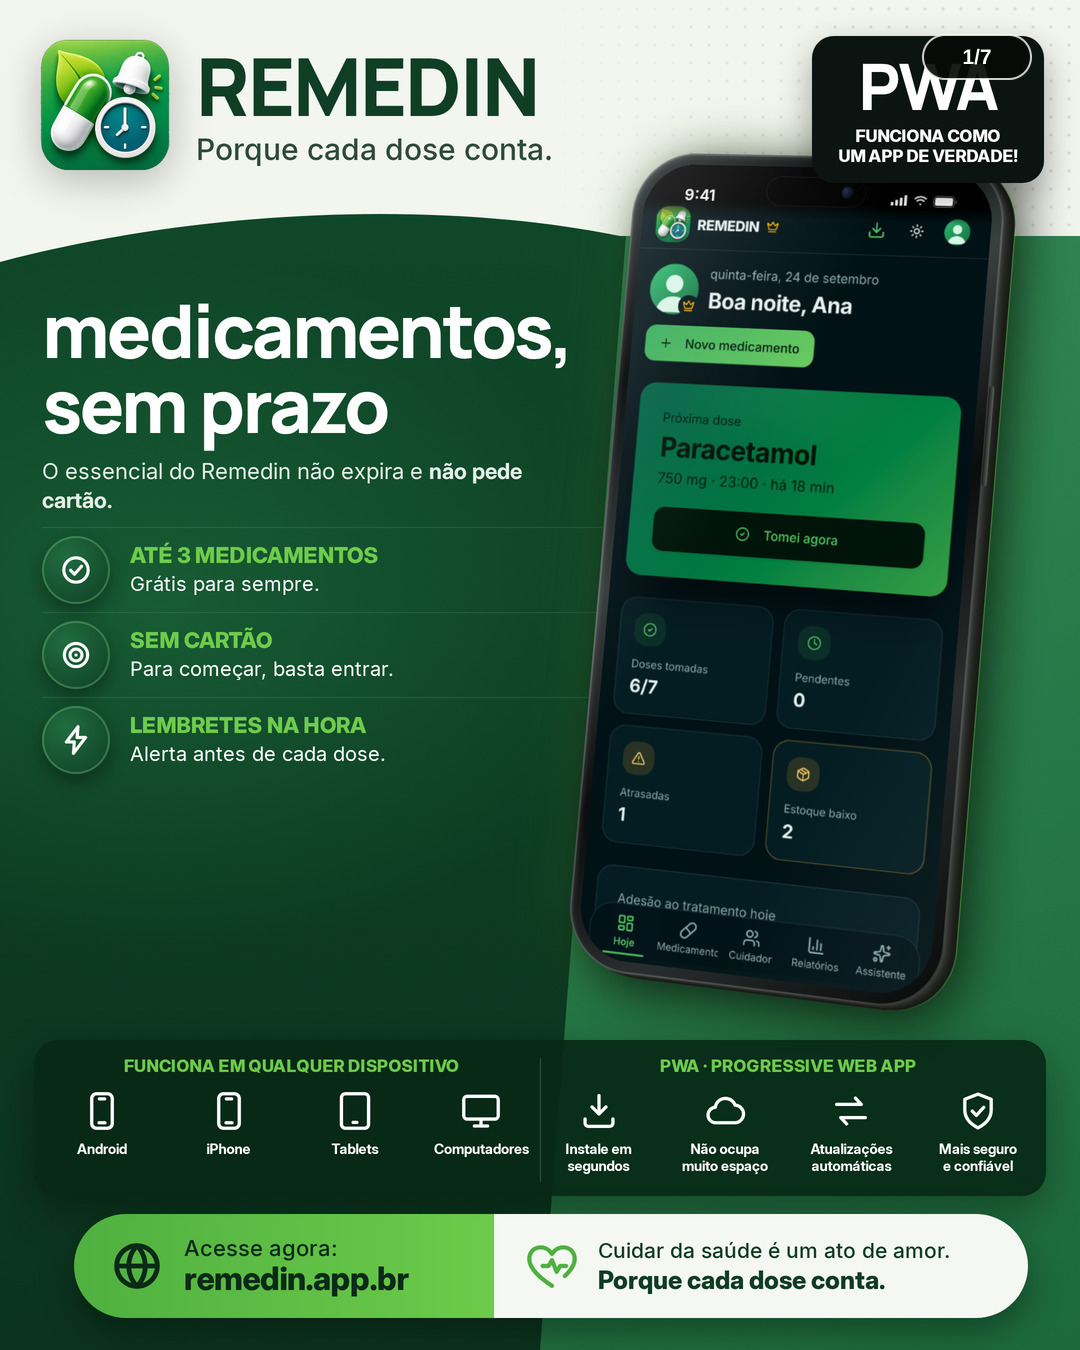 REMEDIN
Porque cada dose conta.
1/7
PWA
FUNCIONA COMO
UM APP DE VERDADE!
medicamentos,
sem prazo
O essencial do Remedin não expira e não pede
cartão.
ATÉ 3 MEDICAMENTOS
Grátis para sempre.
SEM CARTÃO
Para começar, basta entrar.
LEMBRETES NA HORA
Alerta antes de cada dose.
9:41
REMEDIN
quinta-feira, 24 de setembro
Boa noite, Ana
+ Novo medicamento
Próxima dose
Paracetamol
750 mg · 23:00 · há 18 min
Tomei agora
Doses tomadas
6/7
Pendentes
0
Atrasadas
1
Estoque baixo
2
Adesão ao tratamento hoje
Hoje
Medicamentc
Cuidador
Relatórios
Assistente
FUNCIONA EM QUALQUER DISPOSITIVO
Android
iPhone
Tablets
Computadores
PWA · PROGRESSIVE WEB APP
Instale em
segundos
Não ocupa
muito espaço
Atualizações
automáticas
Mais seguro
e confiável
Acesse agora:
remedin.app.br
Cuidar da saúde é um ato de amor.
Porque cada dose conta.